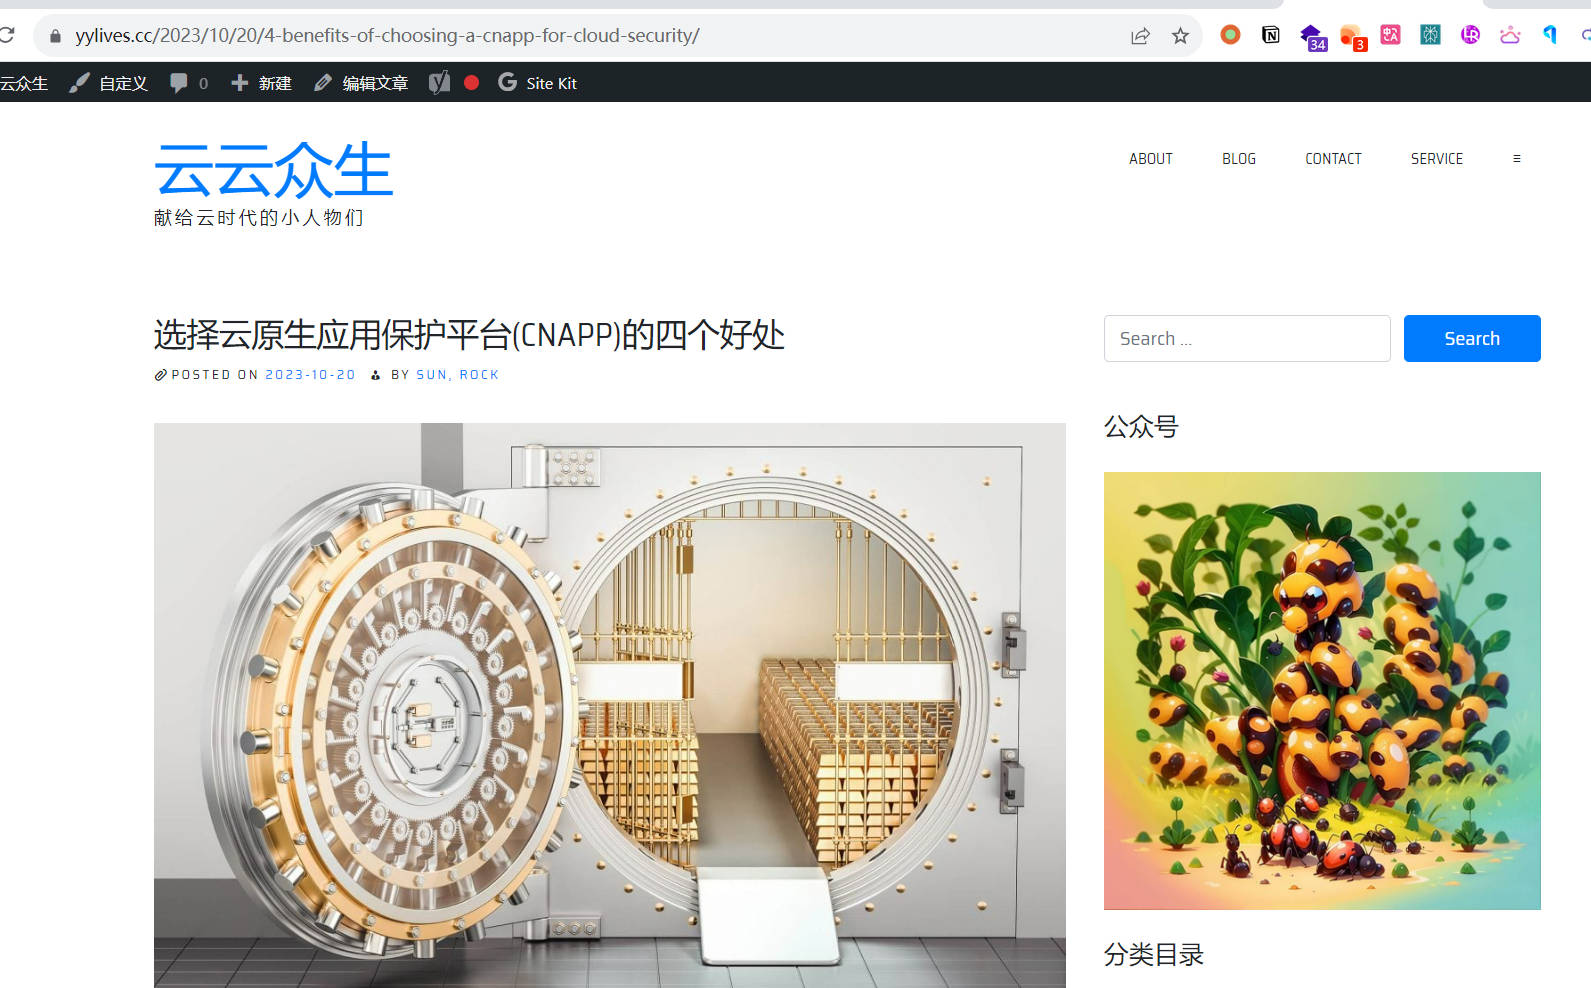 yylives.cc/2023/10/20/4-benefits-of-choosing-a-cnapp-for-cloud-security/
34
3
中A
云众生 自定义 0 新建 编辑文章 Site Kit
云云众生
献给云时代的小人物们
ABOUT BLOG CONTACT SERVICE
选择云原生应用保护平台(CNAPP)的四个好处
POSTED ON 2023-10-20 BY SUN, ROCK
Search ...
Search
公众号
分类目录